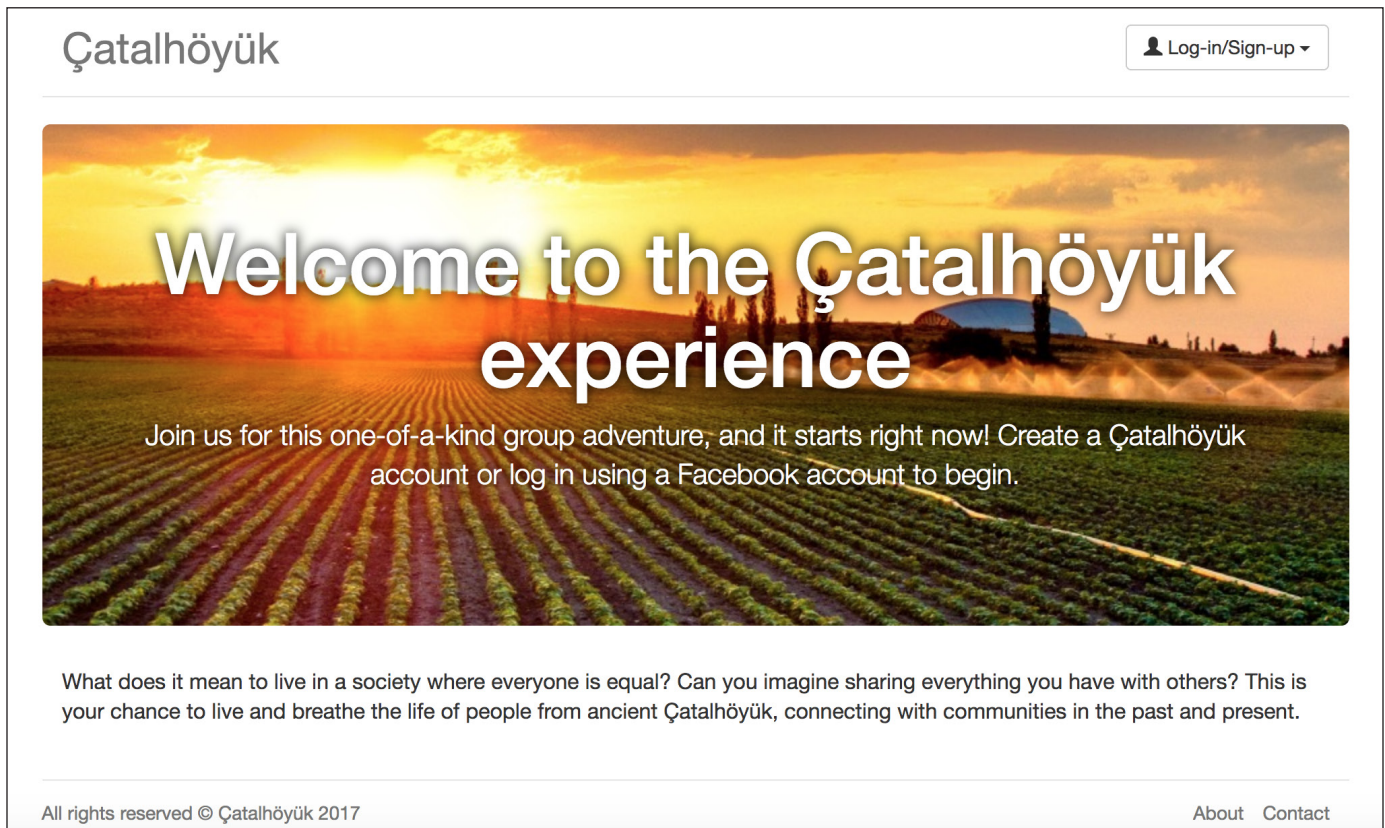 Çatalhöyük
Log-in/Sign-up
Welcome to the Çatalhöyük
experience
Join us for this one-of-a-kind group adventure, and it starts right now! Create a Çatalhöyük
account or log in using a Facebook account to begin.
What does it mean to live in a society where everyone is equal? Can you imagine sharing everything you have with others? This is
your chance to live and breathe the life of people from ancient Çatalhöyük, connecting with communities in the past and present.
All rights reserved © Çatalhöyük 2017
About Contact